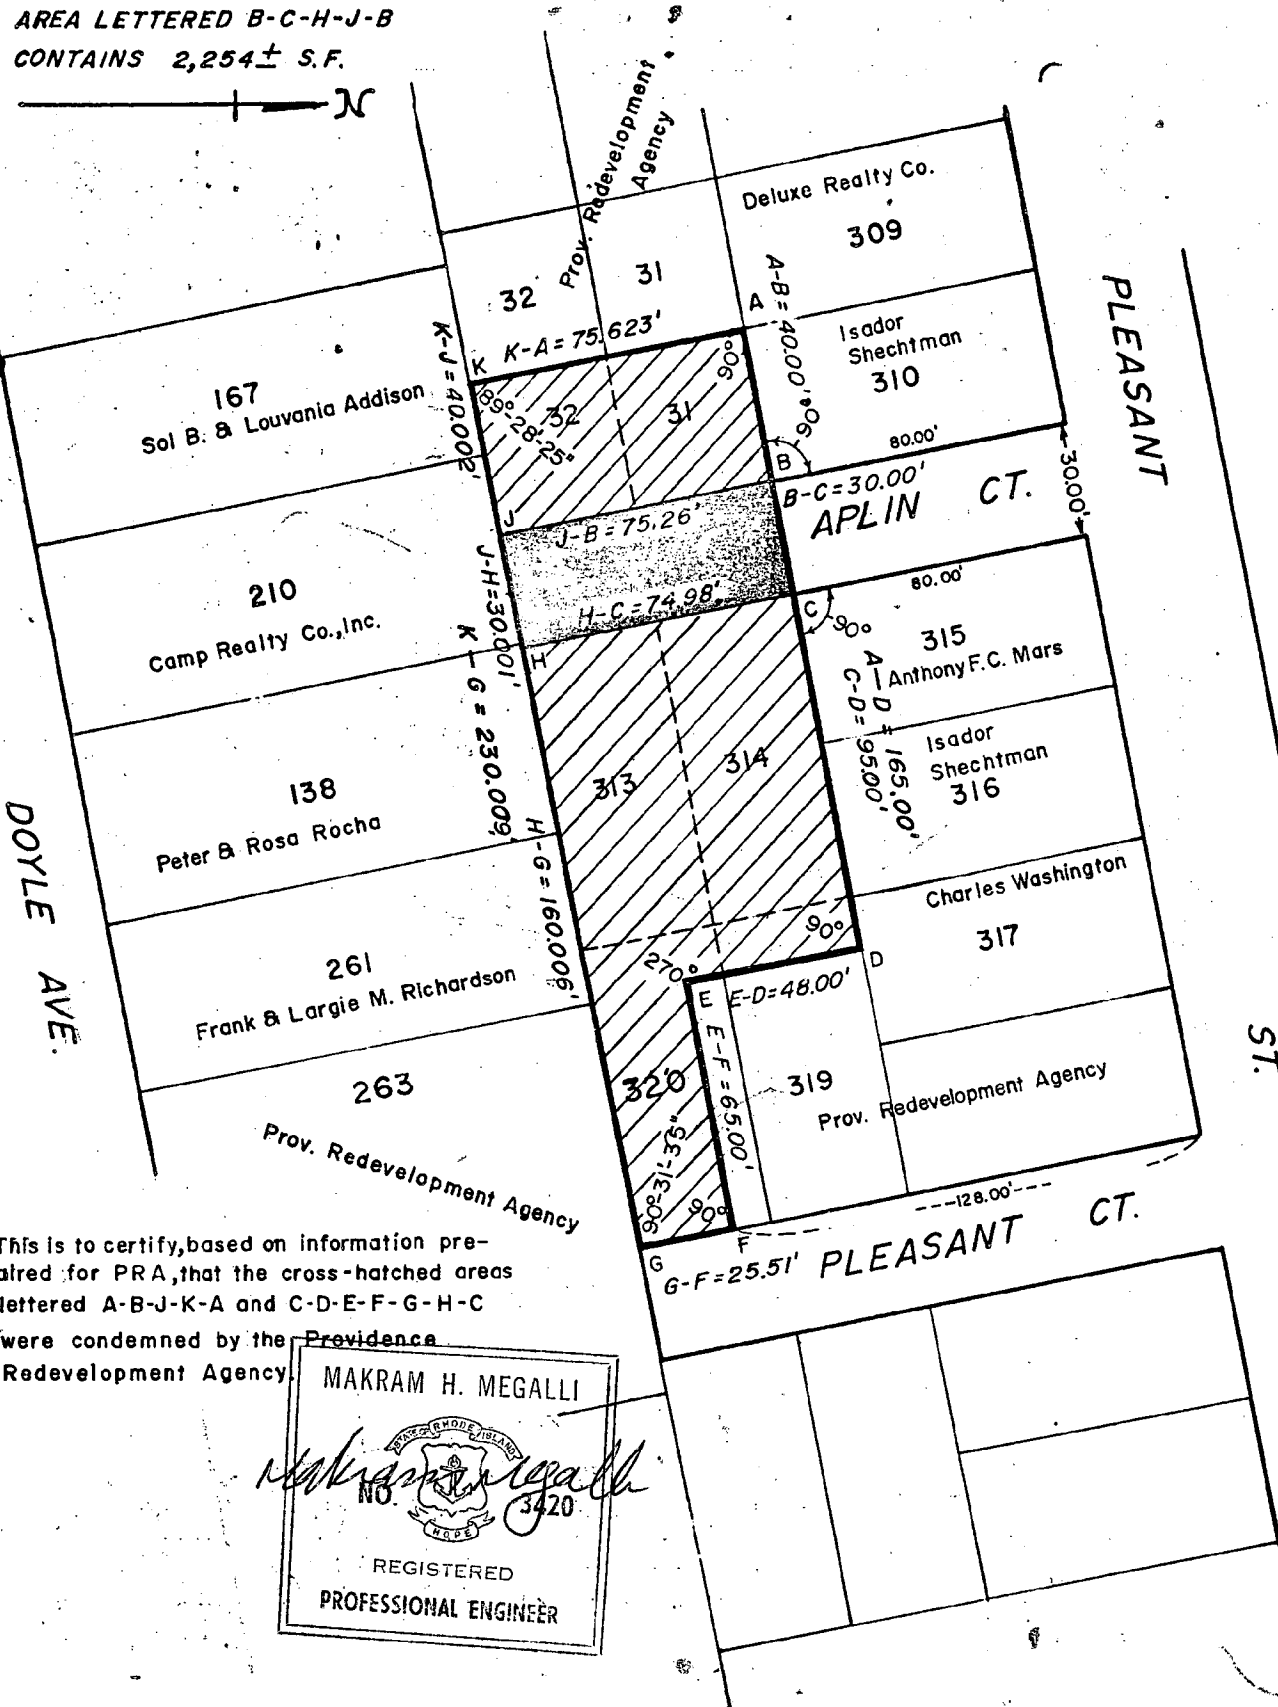 AREA LETTERED B-C-H-J-B
CONTAINS 2,254± S.F.
N
Prov. Redevelopment
Agency
Deluxe Realty Co.
309
32
31
K-A = 75.623'
A
A-B = 40.00'
Isador
Shechtman
310
PLEASANT
K
K-J = 40.002'
90°
89°-28-25"
32
31
167
Sol B. & Louvania Addison
90°
B
80.00'
30.00'
B-C=30.00'
APLIN CT.
J
J-B = 75.26'
J-H=30.001'
H-C = 74.98'
210
Camp Realty Co., Inc.
80.00'
C
90°
315
Anthony F.C. Mars
H
K-G = 230.009'
A-D = 165.00'
C-D = 95.00'
Isador
Shechtman
316
313
314
138
Peter & Rosa Rocha
DOYLE AVE.
H-G = 160.006'
Charles Washington
317
90°
D
270°
E
E-D=48.00'
261
Frank & Largie M. Richardson
E-F = 65.00'
ST.
263
Prov. Redevelopment Agency
320
319
Prov. Redevelopment Agency
90°-31-35"
90°
128.00'
F
G
G-F=25.51'
PLEASANT CT.
This is to certify, based on information pre-
aired for PRA, that the cross-hatched areas
lettered A-B-J-K-A and C-D-E-F-G-H-C
were condemned by the Providence
Redevelopment Agency.
MAKRAM H. MEGALLI
STATE OF RHODE ISLAND
Makram Megalli
NO. 3420
HOPE
REGISTERED
PROFESSIONAL ENGINEER